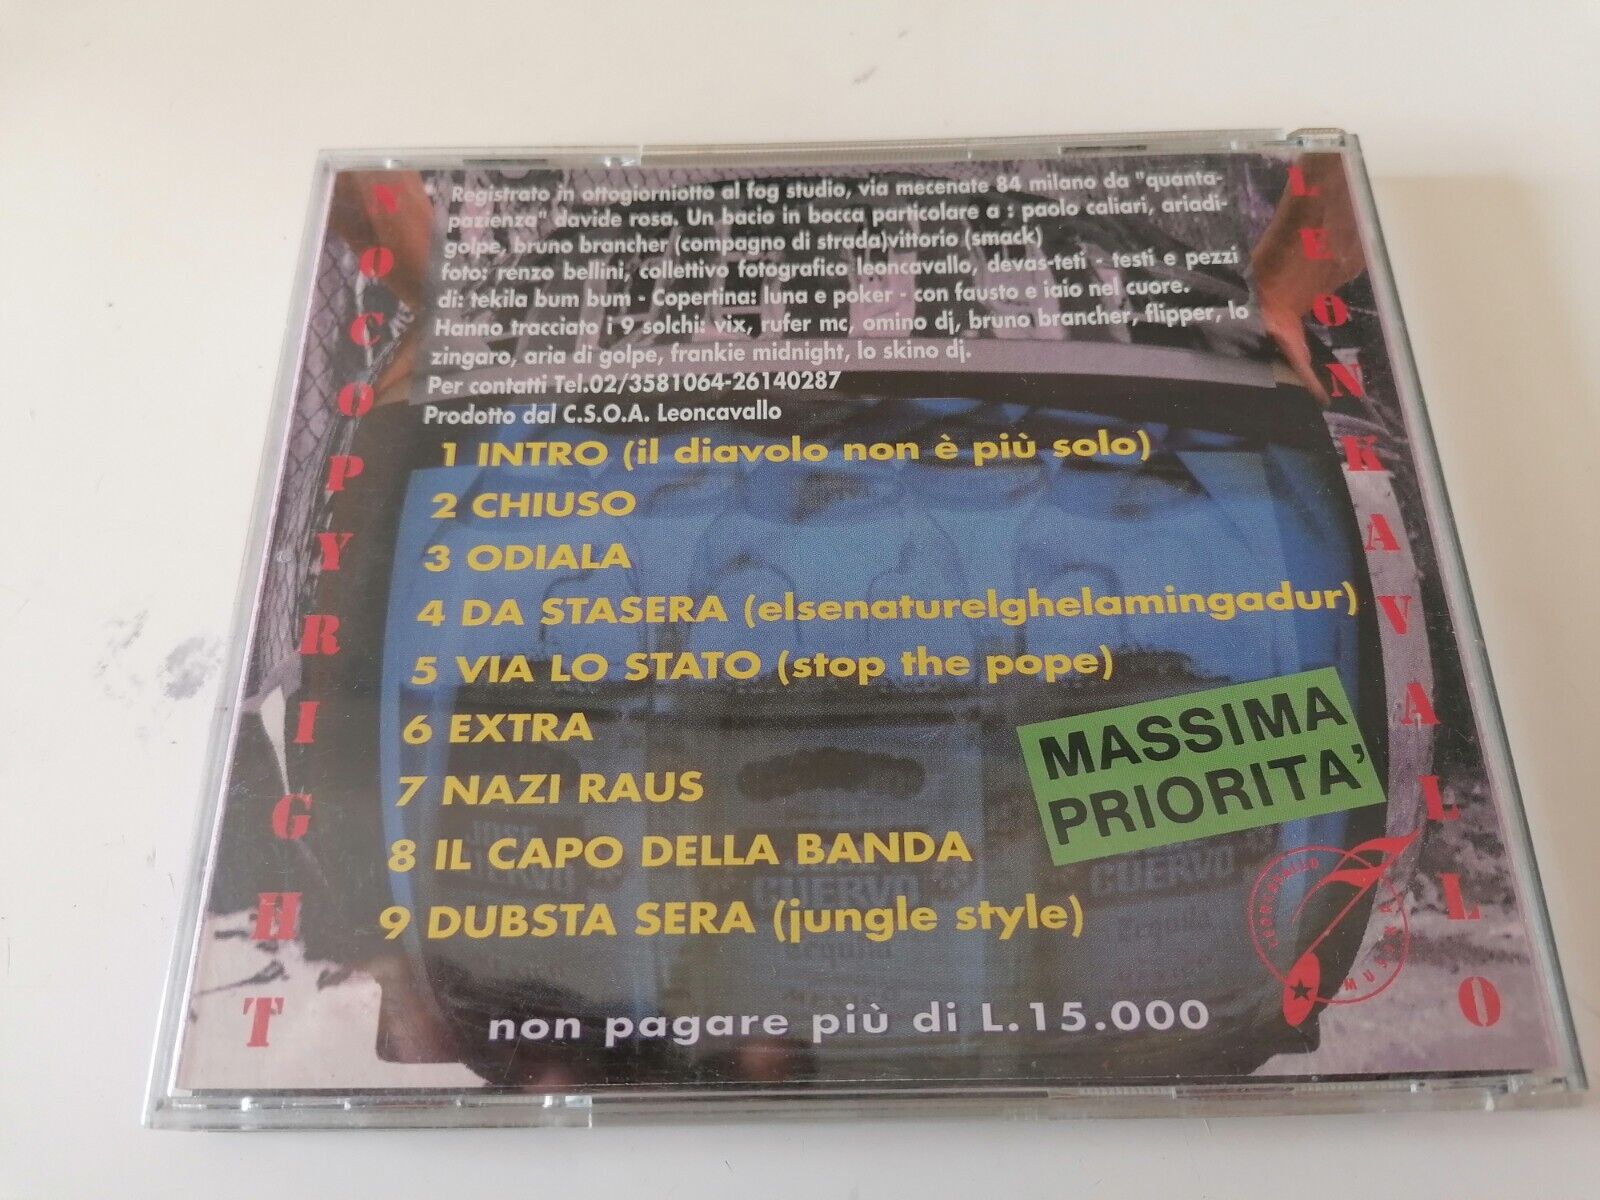 Registrato in ottogiorniotto al fog studio, via mecenate 84 milano da "quanta-
pazienza" davide rosa. Un bacio in bocca particolare a : paolo caliari, ariadi-
golpe, bruno brancher (compagno di strada)vittorio (smack)
foto: renzo bellini, collettivo fotografico leoncavallo, devas-teti - testi e pezzi
di: tekila bum bum - Copertina: luna e poker - con fausto e iaio nel cuore.
Hanno tracciato i 9 solchi: vix, rufer mc, omino dj, bruno brancher, flipper, lo
zingaro, aria di golpe, frankie midnight, lo skino dj.
Per contatti Tel.02/3581064-26140287
Prodotto dal C.S.O.A. Leoncavallo
1 INTRO (il diavolo non è più solo)
2 CHIUSO
3 ODIALA
4 DA STASERA (elsenaturelghelamingadur)
5 VIA LO STATO (stop the pope)
6 EXTRA
7 NAZI RAUS
8 IL CAPO DELLA BANDA
9 DUBSTA SERA (jungle style)
MASSIMA
PRIORITA'
non pagare più di L.15.000
NO COPYRIGHT
LEONKAVALLO
CUERVO
CUERVO
Tequila